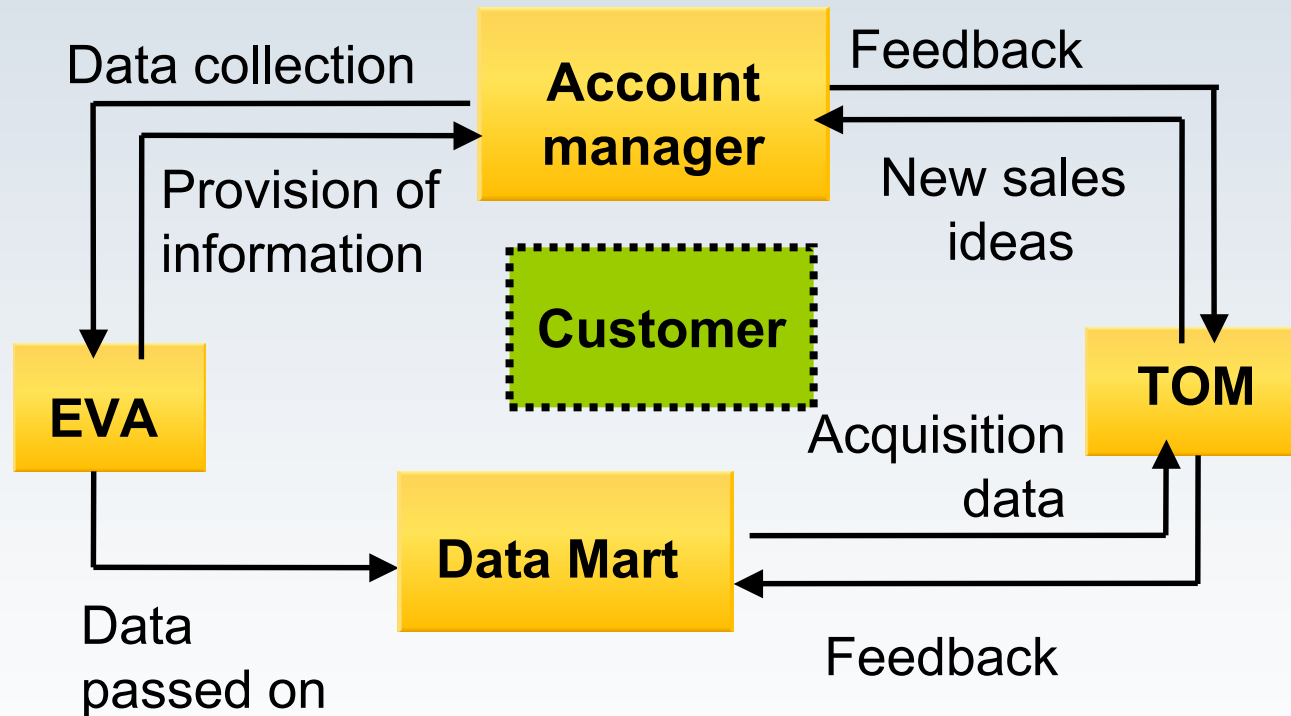 Data collection
Account
manager
Feedback
Provision of
information
New sales
ideas
Customer
EVA
TOM
Acquisition
data
Data Mart
Data
passed on
Feedback